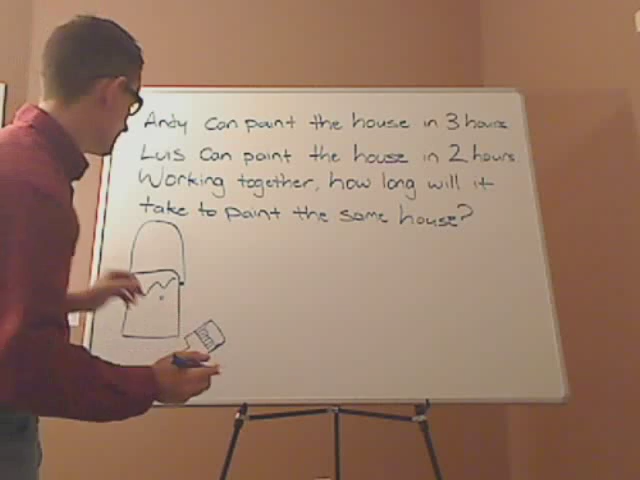 Andy can paint the house in 3 hours
Luis can paint the house in 2 hours
Working together, how long will it
take to paint the same house?